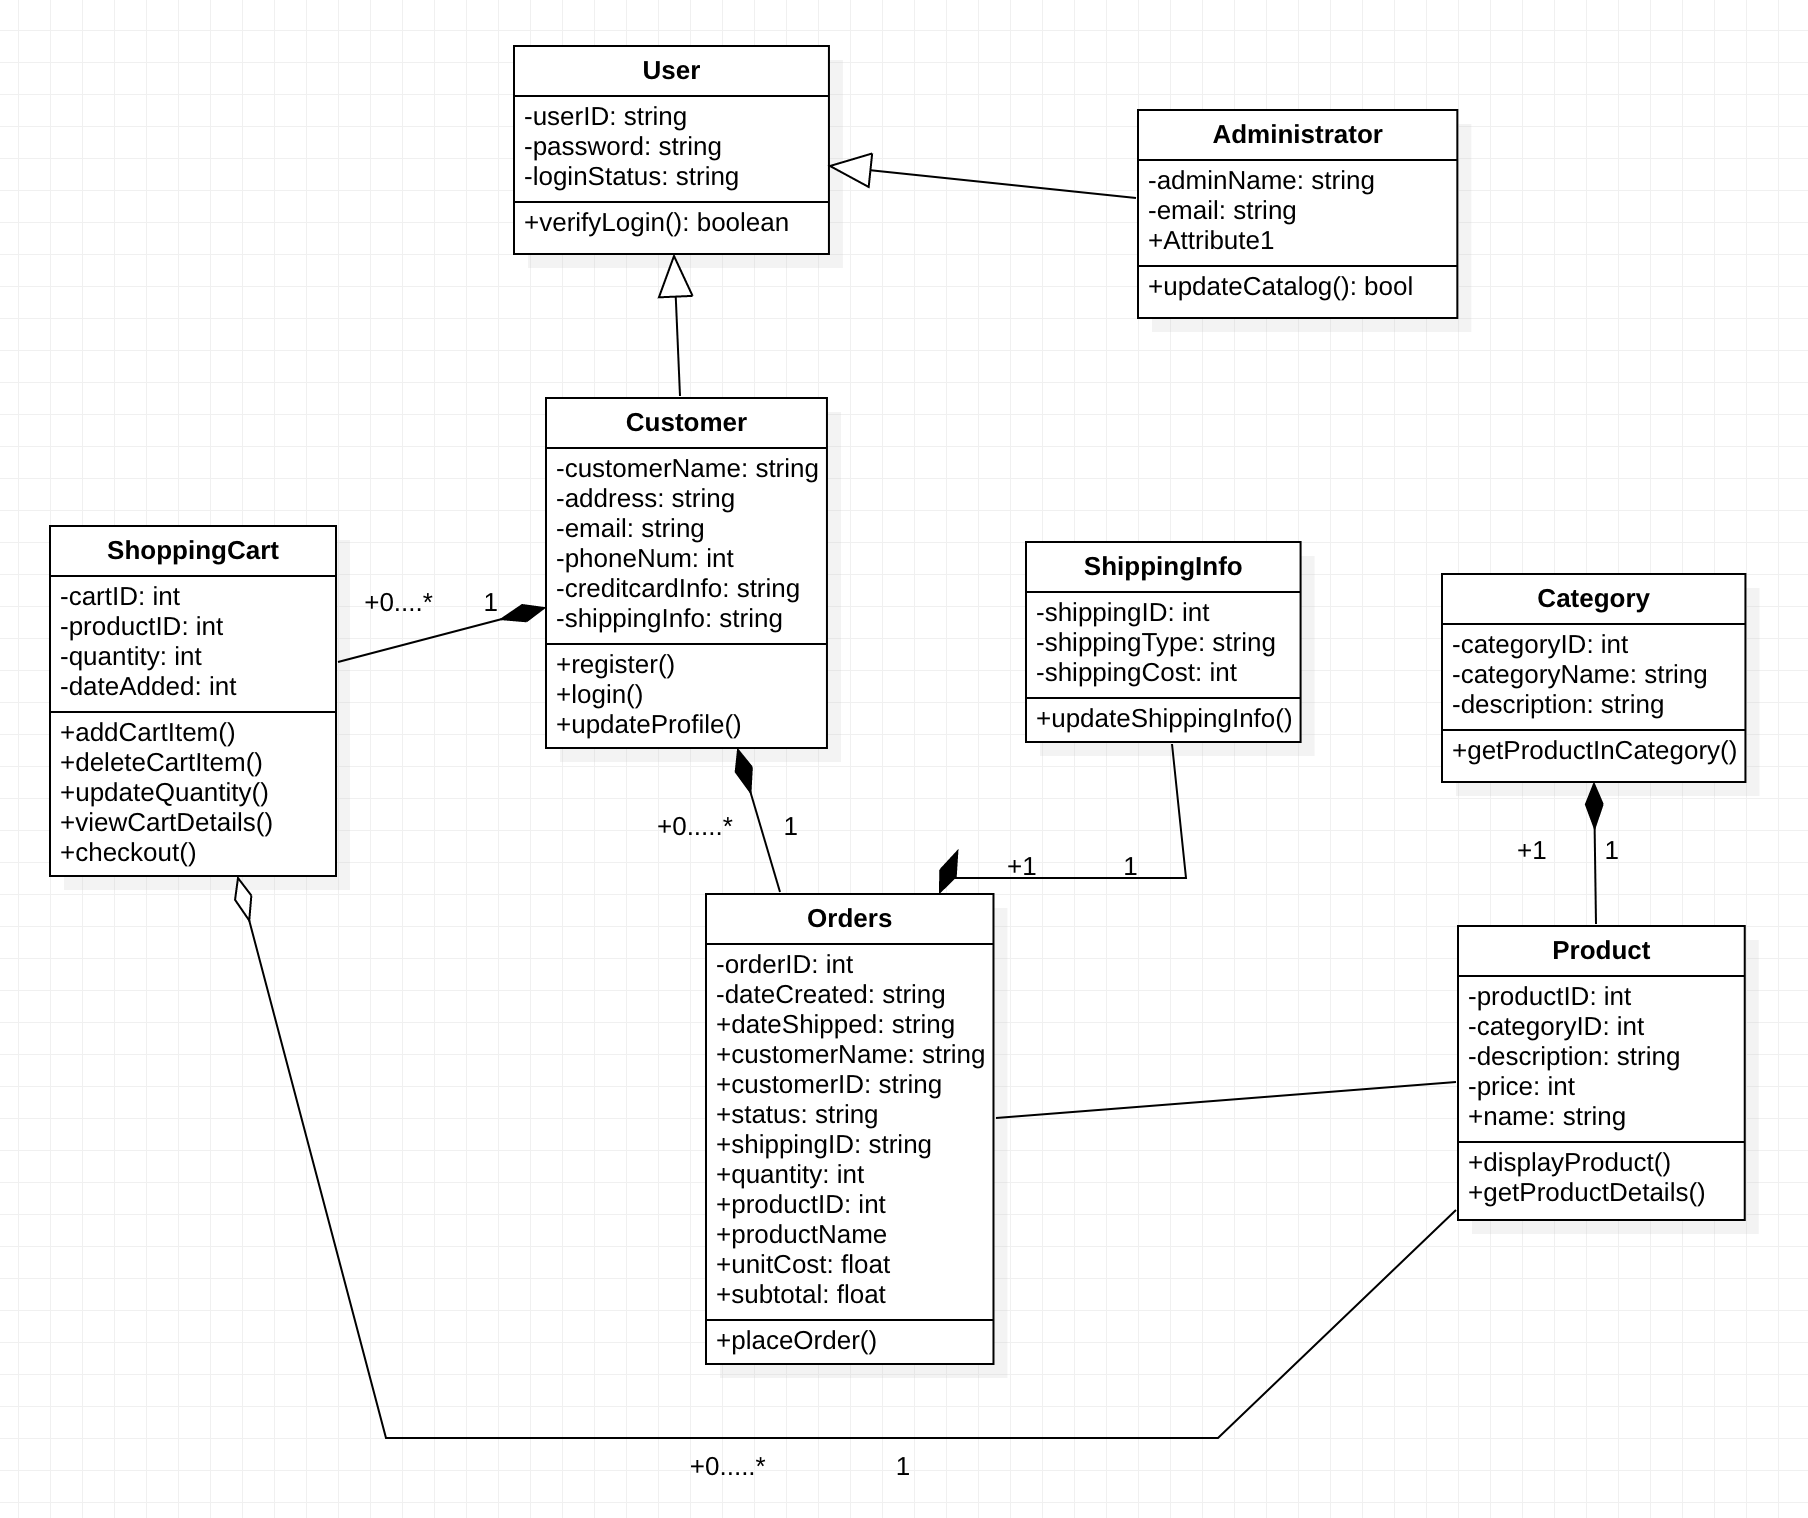 User
-userID: string
-password: string
-loginStatus: string
+verifyLogin(): boolean
Administrator
-adminName: string
-email: string
+Attribute1
+updateCatalog(): bool
Customer
-customerName: string
-address: string
-email: string
-phoneNum: int
-creditcardInfo: string
-shippingInfo: string
+register()
+login()
+updateProfile()
ShoppingCart
-cartID: int
-productID: int
-quantity: int
-dateAdded: int
+addCartItem()
+deleteCartItem()
+updateQuantity()
+viewCartDetails()
+checkout()
+0....* 1
ShippingInfo
-shippingID: int
-shippingType: string
-shippingCost: int
+updateShippingInfo()
Category
-categoryID: int
-categoryName: string
-description: string
+getProductInCategory()
+0.....* 1
+1 1
+1 1
Orders
-orderID: int
-dateCreated: string
+dateShipped: string
+customerName: string
+customerID: string
+status: string
+shippingID: string
+quantity: int
+productID: int
+productName
+unitCost: float
+subtotal: float
+placeOrder()
Product
-productID: int
-categoryID: int
-description: string
-price: int
+name: string
+displayProduct()
+getProductDetails()
+0.....* 1